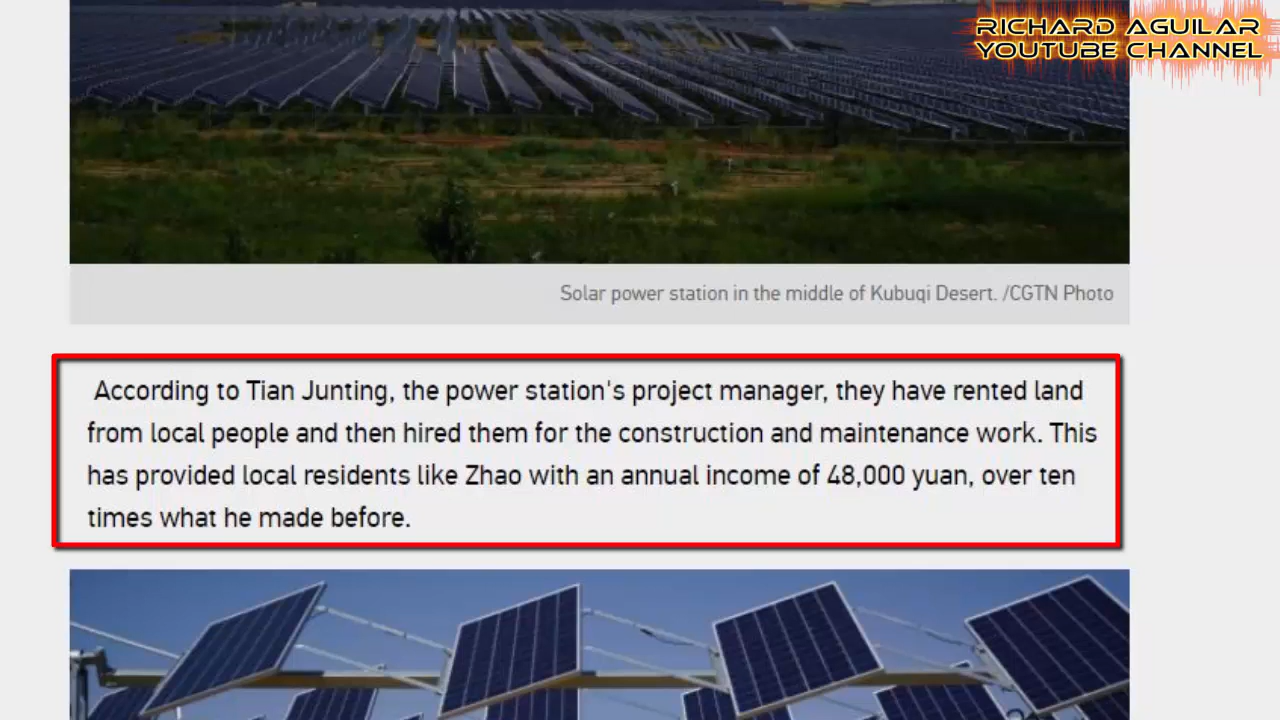 RICHARD AGUILAR
YOUTUBE CHANNEL
Solar power station in the middle of Kubuqi Desert. /CGTN Photo
According to Tian Junting, the power station's project manager, they have rented land
from local people and then hired them for the construction and maintenance work. This
has provided local residents like Zhao with an annual income of 48,000 yuan, over ten
times what he made before.